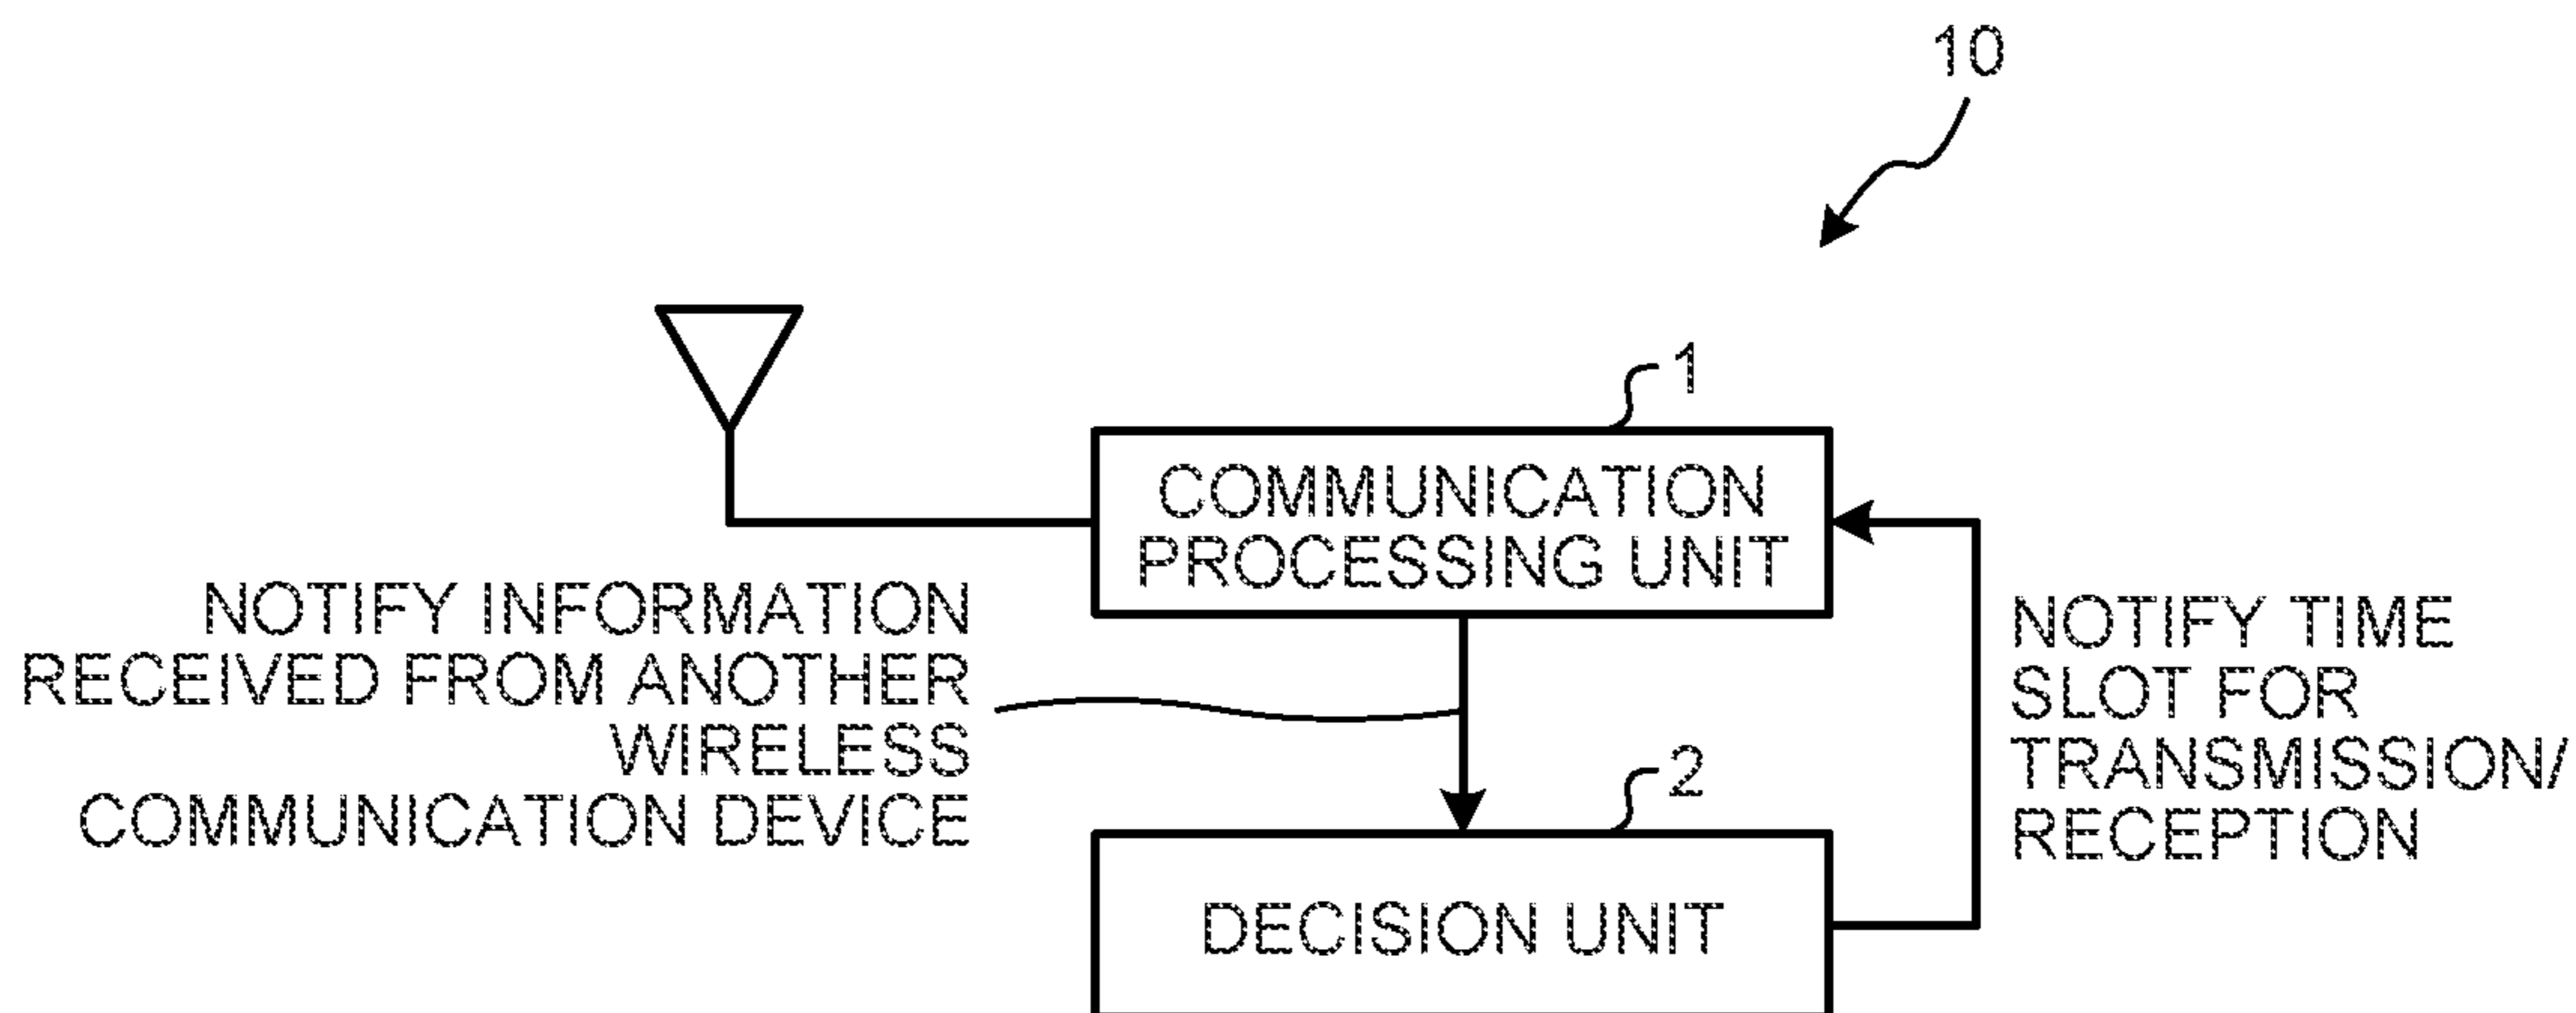 10
1
COMMUNICATION
PROCESSING UNIT
NOTIFY INFORMATION
RECEIVED FROM ANOTHER
WIRELESS
COMMUNICATION DEVICE
NOTIFY TIME
SLOT FOR
TRANSMISSION/
RECEPTION
2
DECISION UNIT